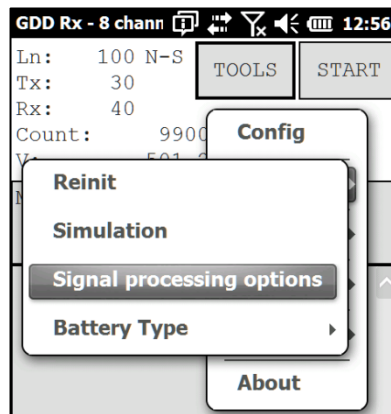 GDD Rx - 8 chann 12:56
Ln: 100 N-S
Tx: 30
Rx: 40
Count: 9900
TOOLS
START
Config
Reinit
Simulation
Signal processing options
Battery Type
About